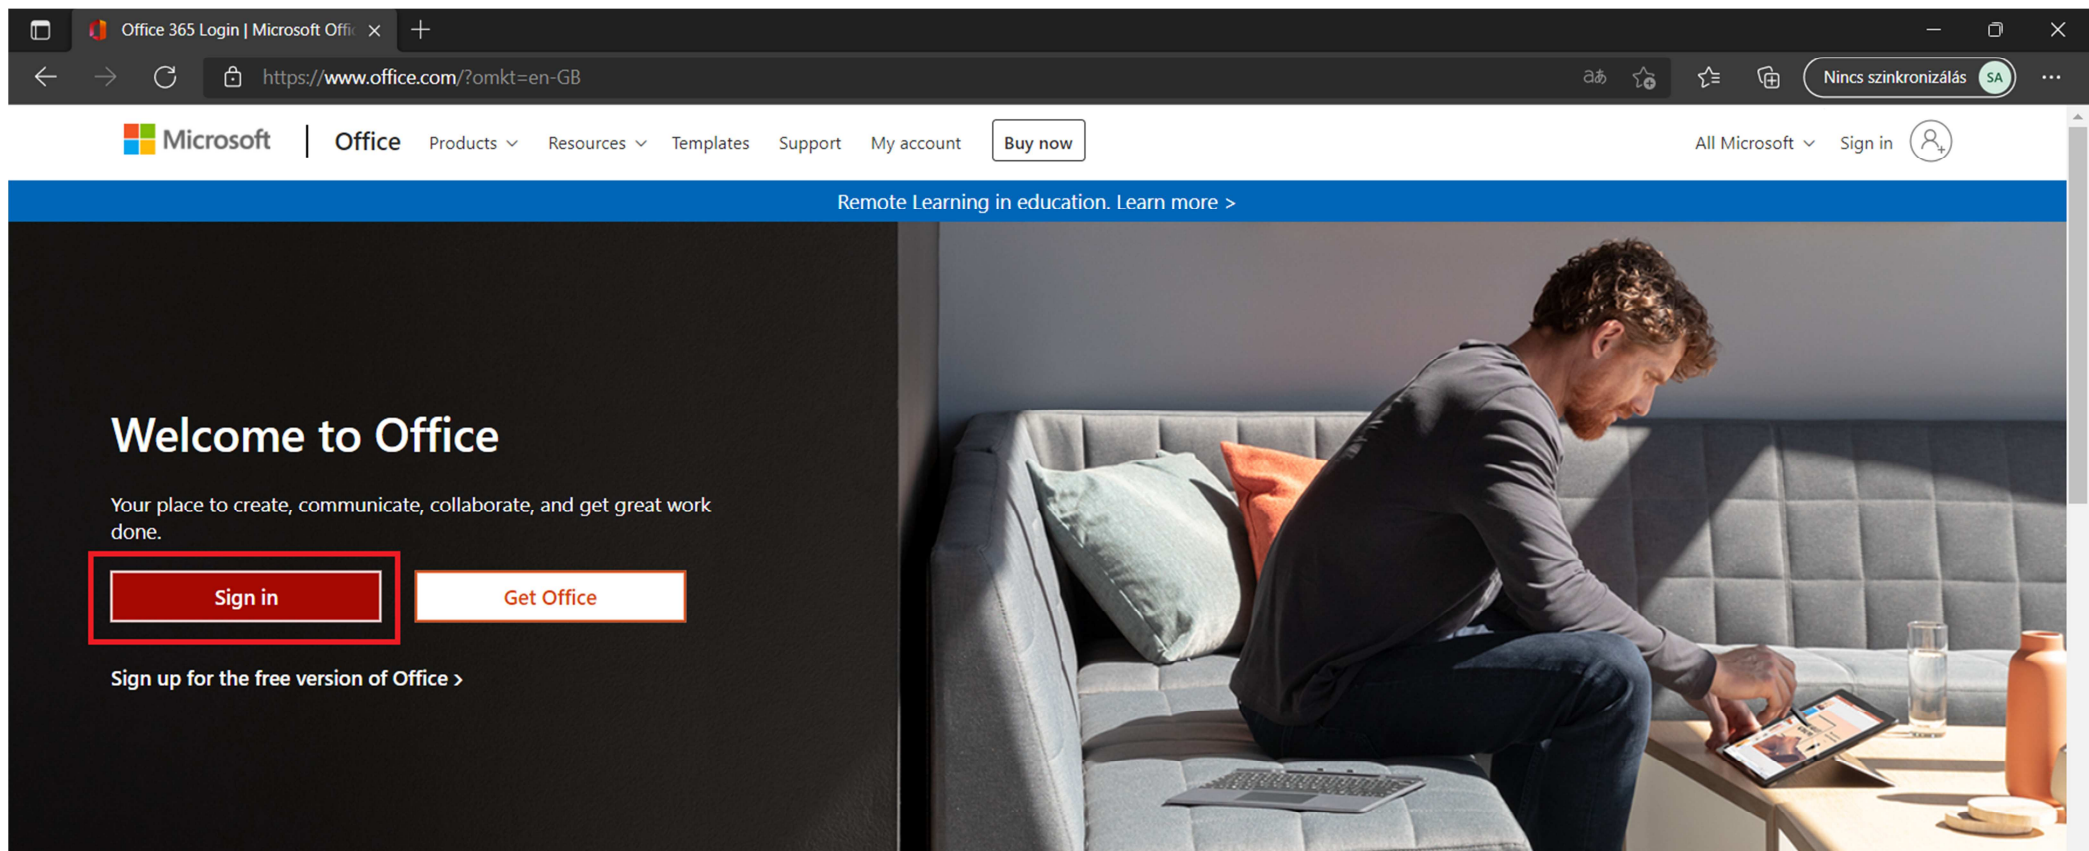 Office 365 Login | Microsoft Offic
https://www.office.com/?omkt=en-GB
aあ
Nincs szinkronizálás SA
Microsoft Office Products Resources Templates Support My account Buy now All Microsoft Sign in
Remote Learning in education. Learn more >
Welcome to Office
Your place to create, communicate, collaborate, and get great work
done.
Sign in Get Office
Sign up for the free version of Office >